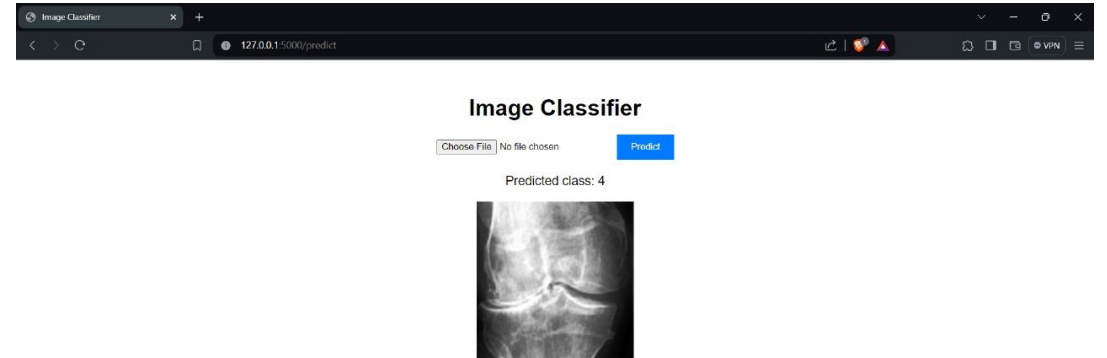 Image Classifier
127.0.0.1:5000/predict
VPN
Image Classifier
Choose File No file chosen Predict
Predicted class: 4